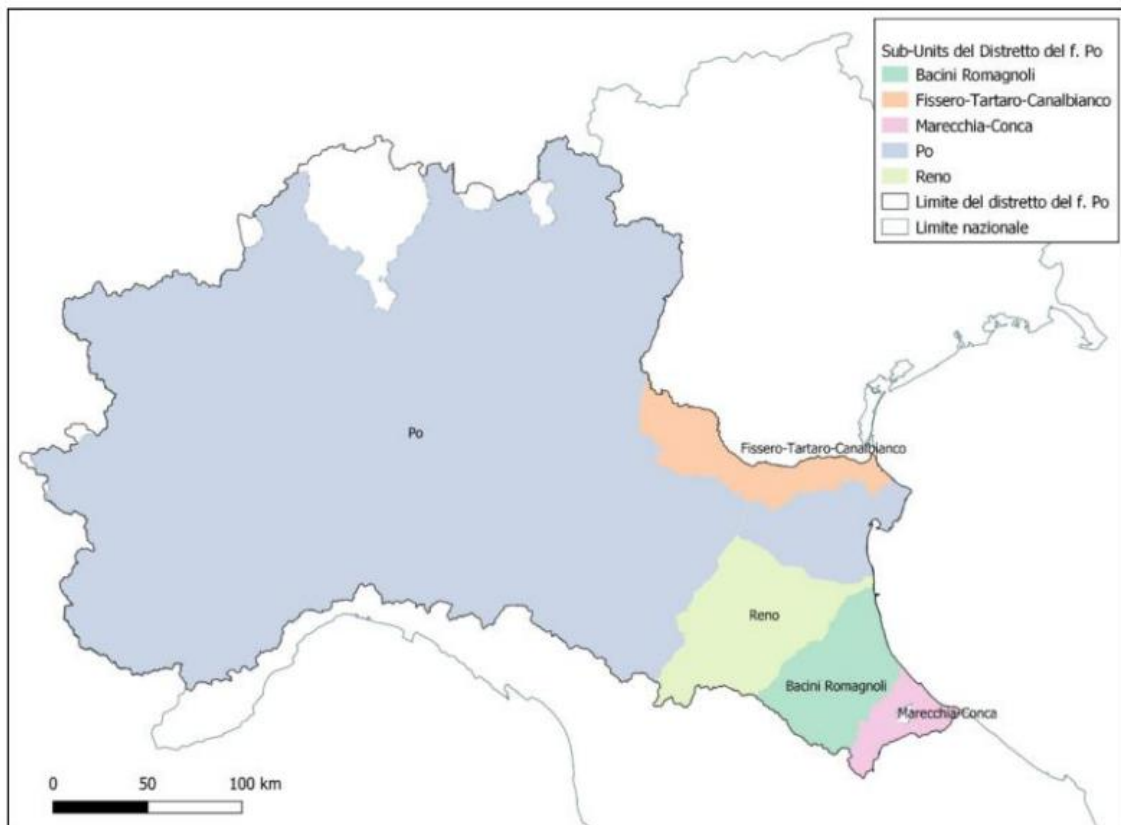 Sub-Units del Distretto del f. Po
Bacini Romagnoli
Fissero-Tartaro-Canalbianco
Marecchia-Conca
Po
Reno
Limite del distretto del f. Po
Limite nazionale
Po
Fissero-Tartaro-Canalbianco
Reno
Bacini Romagnoli
Marecchia-Conca
0 50 100 km